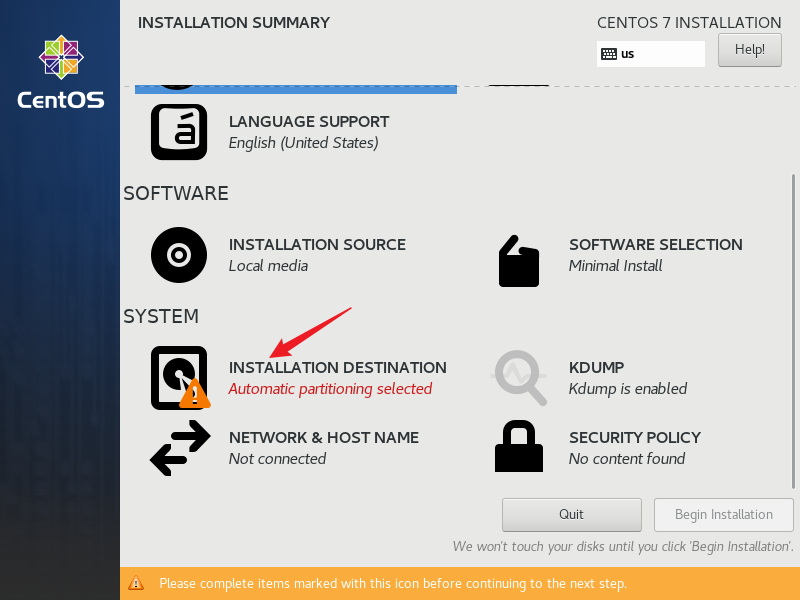 INSTALLATION SUMMARY
CENTOS 7 INSTALLATION
us
Help!
CentOS
LANGUAGE SUPPORT
English (United States)
SOFTWARE
INSTALLATION SOURCE
Local media
SOFTWARE SELECTION
Minimal Install
SYSTEM
INSTALLATION DESTINATION
Automatic partitioning selected
KDUMP
Kdump is enabled
NETWORK & HOST NAME
Not connected
SECURITY POLICY
No content found
Quit
Begin Installation
We won't touch your disks until you click 'Begin Installation'.
Please complete items marked with this icon before continuing to the next step.